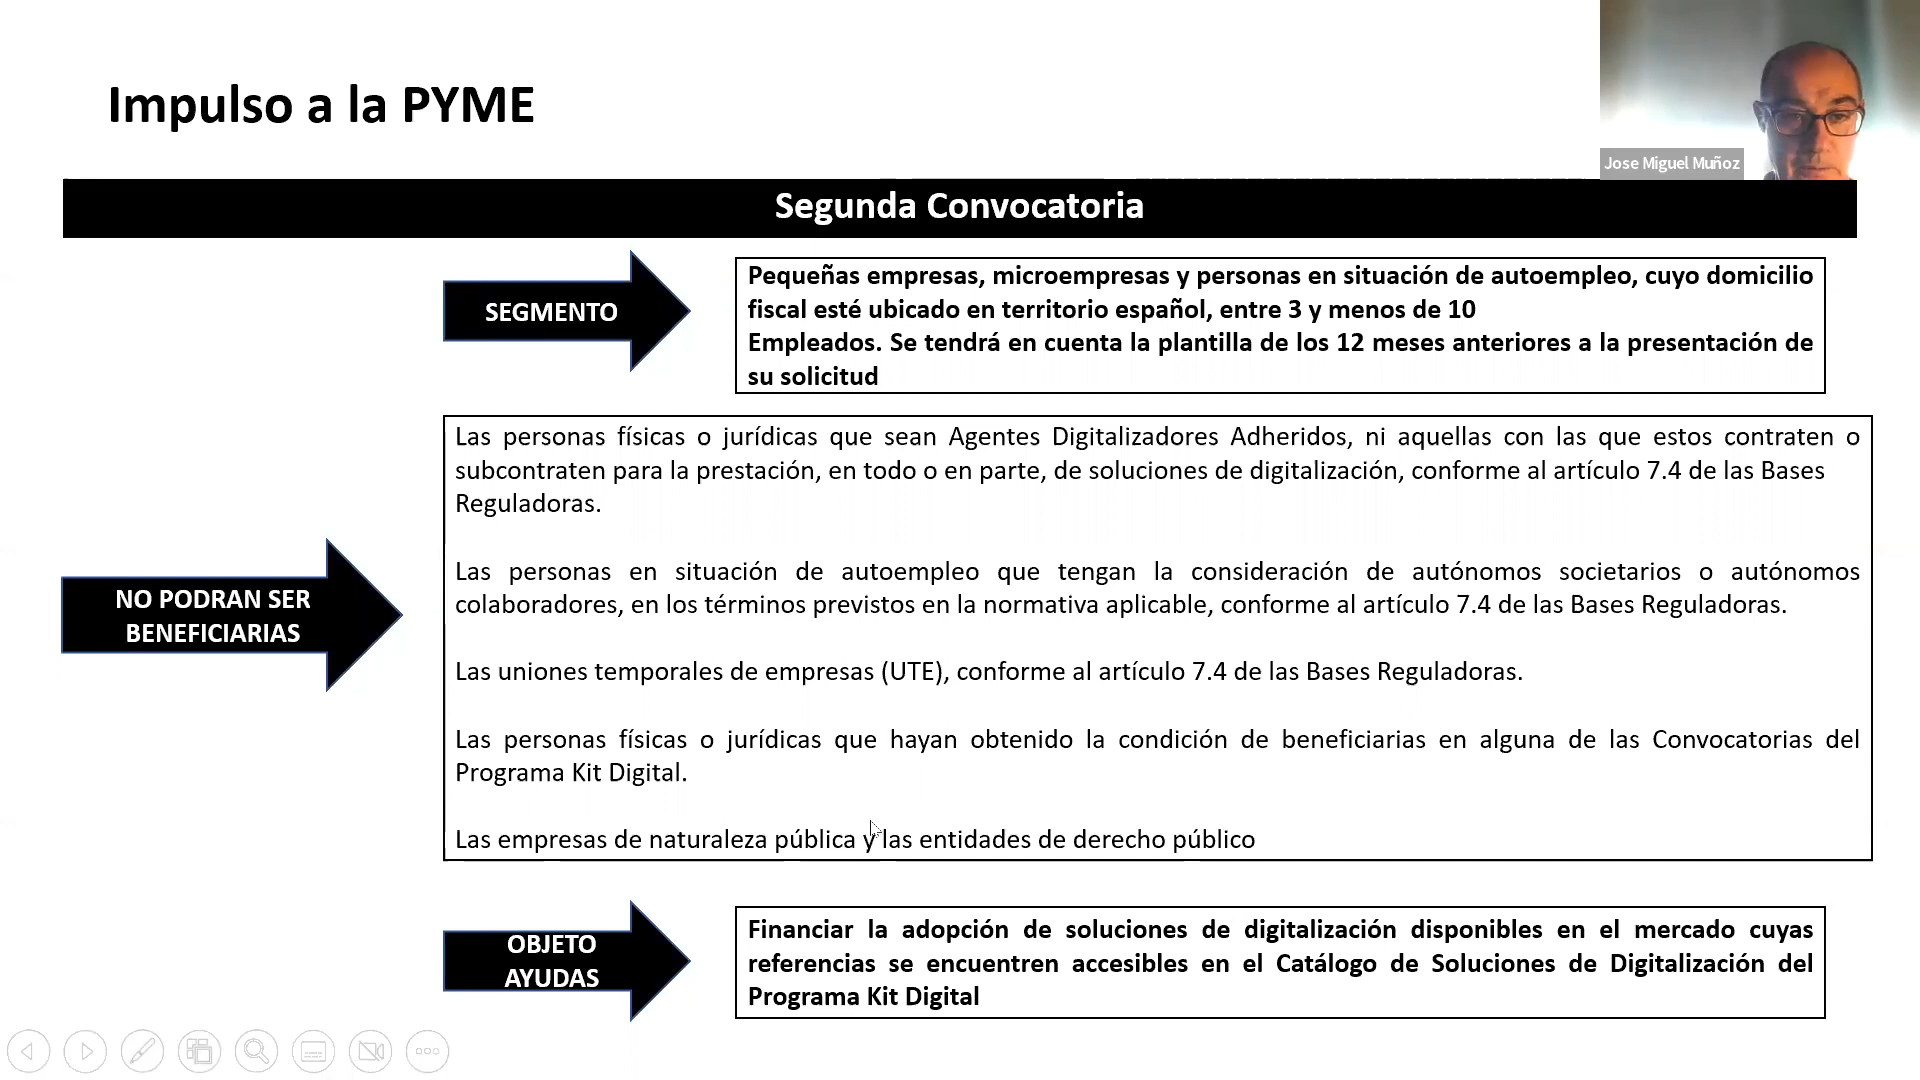 Impulso a la PYME
Jose Miguel Muñoz
Segunda Convocatoria
SEGMENTO
Pequeñas empresas, microempresas y personas en situación de autoempleo, cuyo domicilio
fiscal esté ubicado en territorio español, entre 3 y menos de 10
Empleados. Se tendrá en cuenta la plantilla de los 12 meses anteriores a la presentación de
su solicitud
NO PODRAN SER
BENEFICIARIAS
Las personas físicas o jurídicas que sean Agentes Digitalizadores Adheridos, ni aquellas con las que estos contraten o
subcontraten para la prestación, en todo o en parte, de soluciones de digitalización, conforme al artículo 7.4 de las Bases
Reguladoras.
Las personas en situación de autoempleo que tengan la consideración de autónomos societarios o autónomos
colaboradores, en los términos previstos en la normativa aplicable, conforme al artículo 7.4 de las Bases Reguladoras.
Las uniones temporales de empresas (UTE), conforme al artículo 7.4 de las Bases Reguladoras.
Las personas físicas o jurídicas que hayan obtenido la condición de beneficiarias en alguna de las Convocatorias del
Programa Kit Digital.
Las empresas de naturaleza pública y las entidades de derecho público
OBJETO
AYUDAS
Financiar la adopción de soluciones de digitalización disponibles en el mercado cuyas
referencias se encuentren accesibles en el Catálogo de Soluciones de Digitalización del
Programa Kit Digital